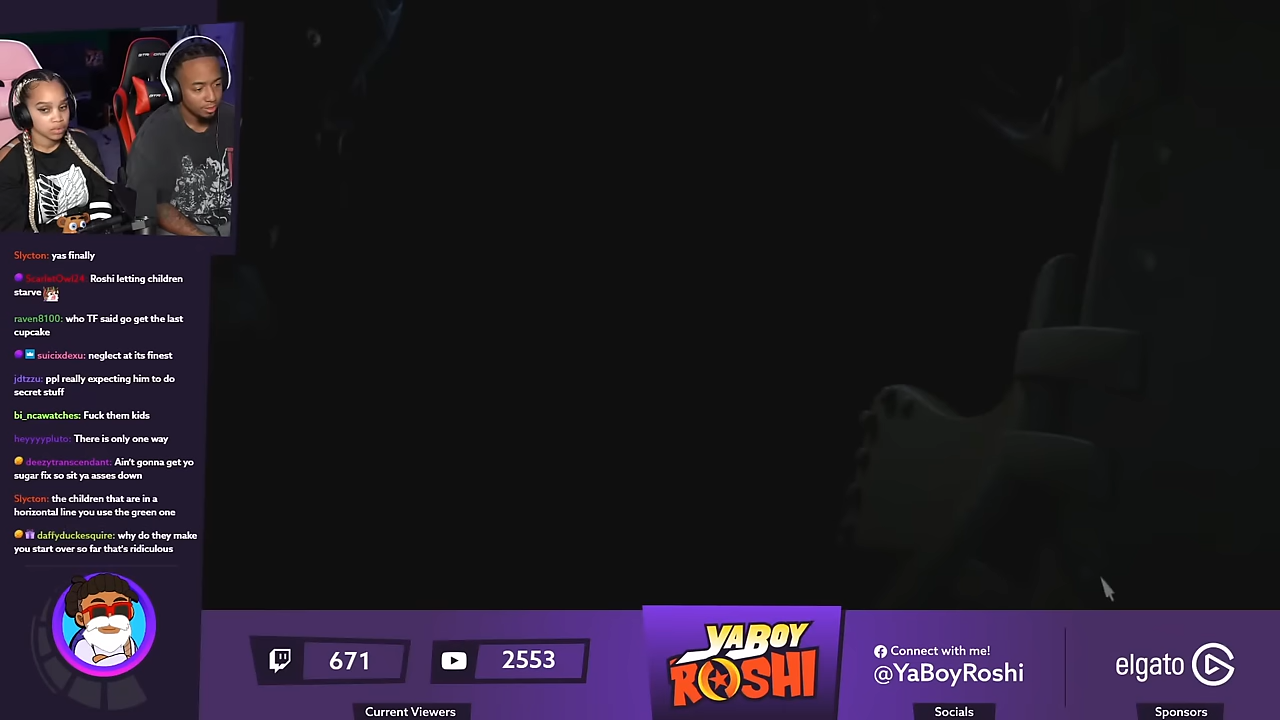 Slycton: yas finally
ScarletOwl24: Roshi letting children
starve
raven8100: who TF said go get the last
cupcake
suicixdexu: neglect at its finest
jdtzzu: ppl really expecting him to do
secret stuff
bi_ncawatches: Fuck them kids
heyyyypluto: There is only one way
deezytranscendant: Ain't gonna get yo
sugar fix so sit ya asses down
Slycton: the children that are in a
horizontal line you use the green one
daffyduckesquire: why do they make
you start over so far that's ridiculous
671
2553
Current Viewers
YABOY
ROSHI
Connect with me!
@YaBoyRoshi
Socials
elgato
Sponsors